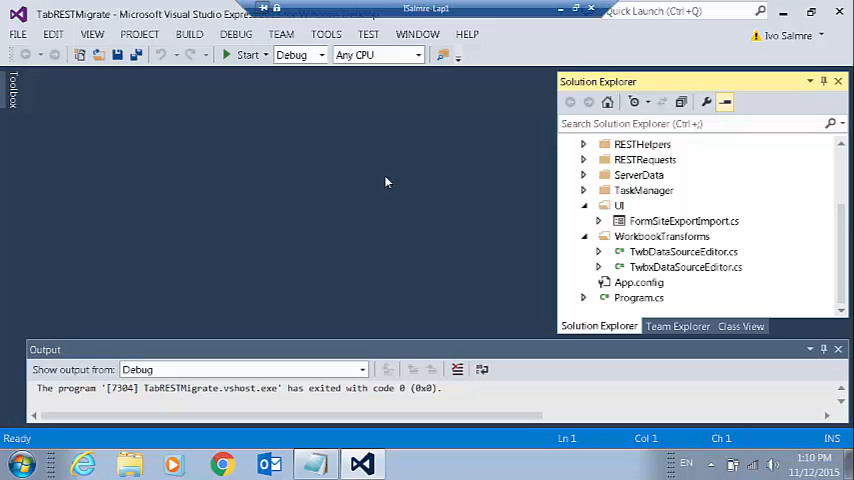 TabRESTMigrate - Microsoft Visual Studio Express
ISalmre-Lap1
Quick Launch (Ctrl+Q)
FILE EDIT VIEW PROJECT BUILD DEBUG TEAM TOOLS TEST WINDOW HELP
Ivo Salmre
Start Debug Any CPU
Toolbox
Solution Explorer
Search Solution Explorer (Ctrl+;)
RESTHelpers
RESTRequests
ServerData
TaskManager
UI
FormSiteExportImport.cs
WorkbookTransforms
TwbDataSourceEditor.cs
TwbxDataSourceEditor.cs
App.config
Program.cs
Solution Explorer Team Explorer Class View
Output
Show output from: Debug
The program '[7304] TabRESTMigrate.vshost.exe' has exited with code 0 (0x0).
Ready Ln 1 Col 1 Ch 1 INS
EN 1:10 PM
11/12/2015